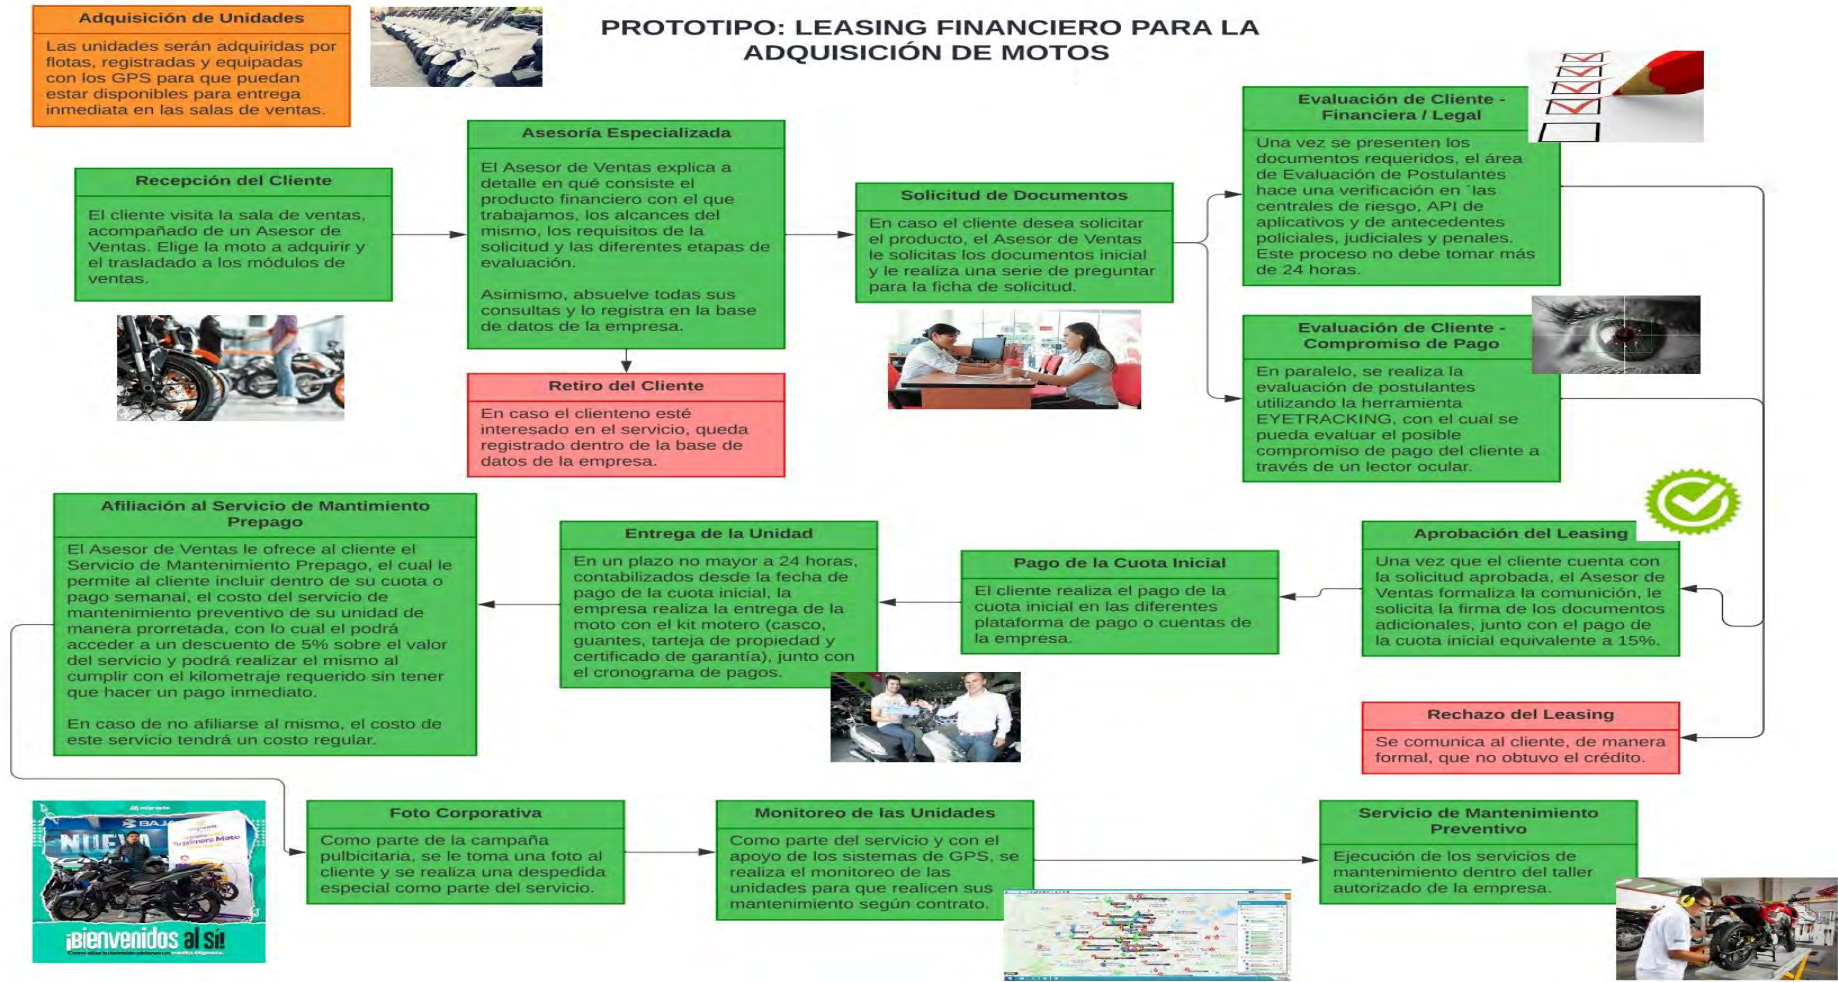 PROTOTIPO: LEASING FINANCIERO PARA LA
ADQUISICIÓN DE MOTOS
Adquisición de Unidades
Las unidades serán adquiridas por
flotas, registradas y equipadas
con los GPS para que puedan
estar disponibles para entrega
inmediata en las salas de ventas.
Recepción del Cliente
El cliente visita la sala de ventas,
acompañado de un Asesor de
Ventas. Elige la moto a adquirir y
el trasladado a los módulos de
ventas.
Asesoría Especializada
El Asesor de Ventas explica a
detalle en qué consiste el
producto financiero con el que
trabajamos, los alcances del
mismo, los requisitos de la
solicitud y las diferentes etapas de
evaluación.
Asimismo, absuelve todas sus
consultas y lo registra en la base
de datos de la empresa.
Retiro del Cliente
En caso el clienteno esté
interesado en el servicio, queda
registrado dentro de la base de
datos de la empresa.
Solicitud de Documentos
En caso el cliente desea solicitar
el producto, el Asesor de Ventas
le solicitas los documentos inicial
y le realiza una serie de preguntar
para la ficha de solicitud.
Evaluación de Cliente -
Financiera / Legal
Una vez se presenten los
documentos requeridos, el área
de Evaluación de Postulantes
hace una verificación en ´las
centrales de riesgo, API de
aplicativos y de antecedentes
policiales, judiciales y penales.
Este proceso no debe tomar más
de 24 horas.
Evaluación de Cliente -
Compromiso de Pago
En paralelo, se realiza la
evaluación de postulantes
utilizando la herramienta
EYETRACKING, con el cual se
pueda evaluar el posible
compromiso de pago del cliente a
través de un lector ocular.
Aprobación del Leasing
Una vez que el cliente cuenta con
la solicitud aprobada, el Asesor de
Ventas formaliza la comunición, le
solicita la firma de los documentos
adicionales, junto con el pago de
la cuota inicial equivalente a 15%.
Rechazo del Leasing
Se comunica al cliente, de manera
formal, que no obtuvo el crédito.
Pago de la Cuota Inicial
El cliente realiza el pago de la
cuota inicial en las diferentes
plataforma de pago o cuentas de
la empresa.
Entrega de la Unidad
En un plazo no mayor a 24 horas,
contabilizados desde la fecha de
pago de la cuota inicial, la
empresa realiza la entrega de la
moto con el kit motero (casco,
guantes, tarteja de propiedad y
certificado de garantía), junto con
el cronograma de pagos.
Afiliación al Servicio de Mantimiento
Prepago
El Asesor de Ventas le ofrece al cliente el
Servicio de Mantenimiento Prepago, el cual le
permite al cliente incluir dentro de su cuota o
pago semanal, el costo del servicio de
mantenimiento preventivo de su unidad de
manera prorretada, con lo cual el podrá
acceder a un descuento de 5% sobre el valor
del servicio y podrá realizar el mismo al
cumplir con el kilometraje requerido sin tener
que hacer un pago inmediato.
En caso de no afiliarse al mismo, el costo de
este servicio tendrá un costo regular.
NUEVO
¡Bienvenidos al sí!
Foto Corporativa
Como parte de la campaña
pulbicitaria, se le toma una foto al
cliente y se realiza una despedida
especial como parte del servicio.
Monitoreo de las Unidades
Como parte del servicio y con el
apoyo de los sistemas de GPS, se
realiza el monitoreo de las
unidades para que realicen sus
mantenimiento según contrato.
Servicio de Mantenimiento
Preventivo
Ejecución de los servicios de
mantenimiento dentro del taller
autorizado de la empresa.